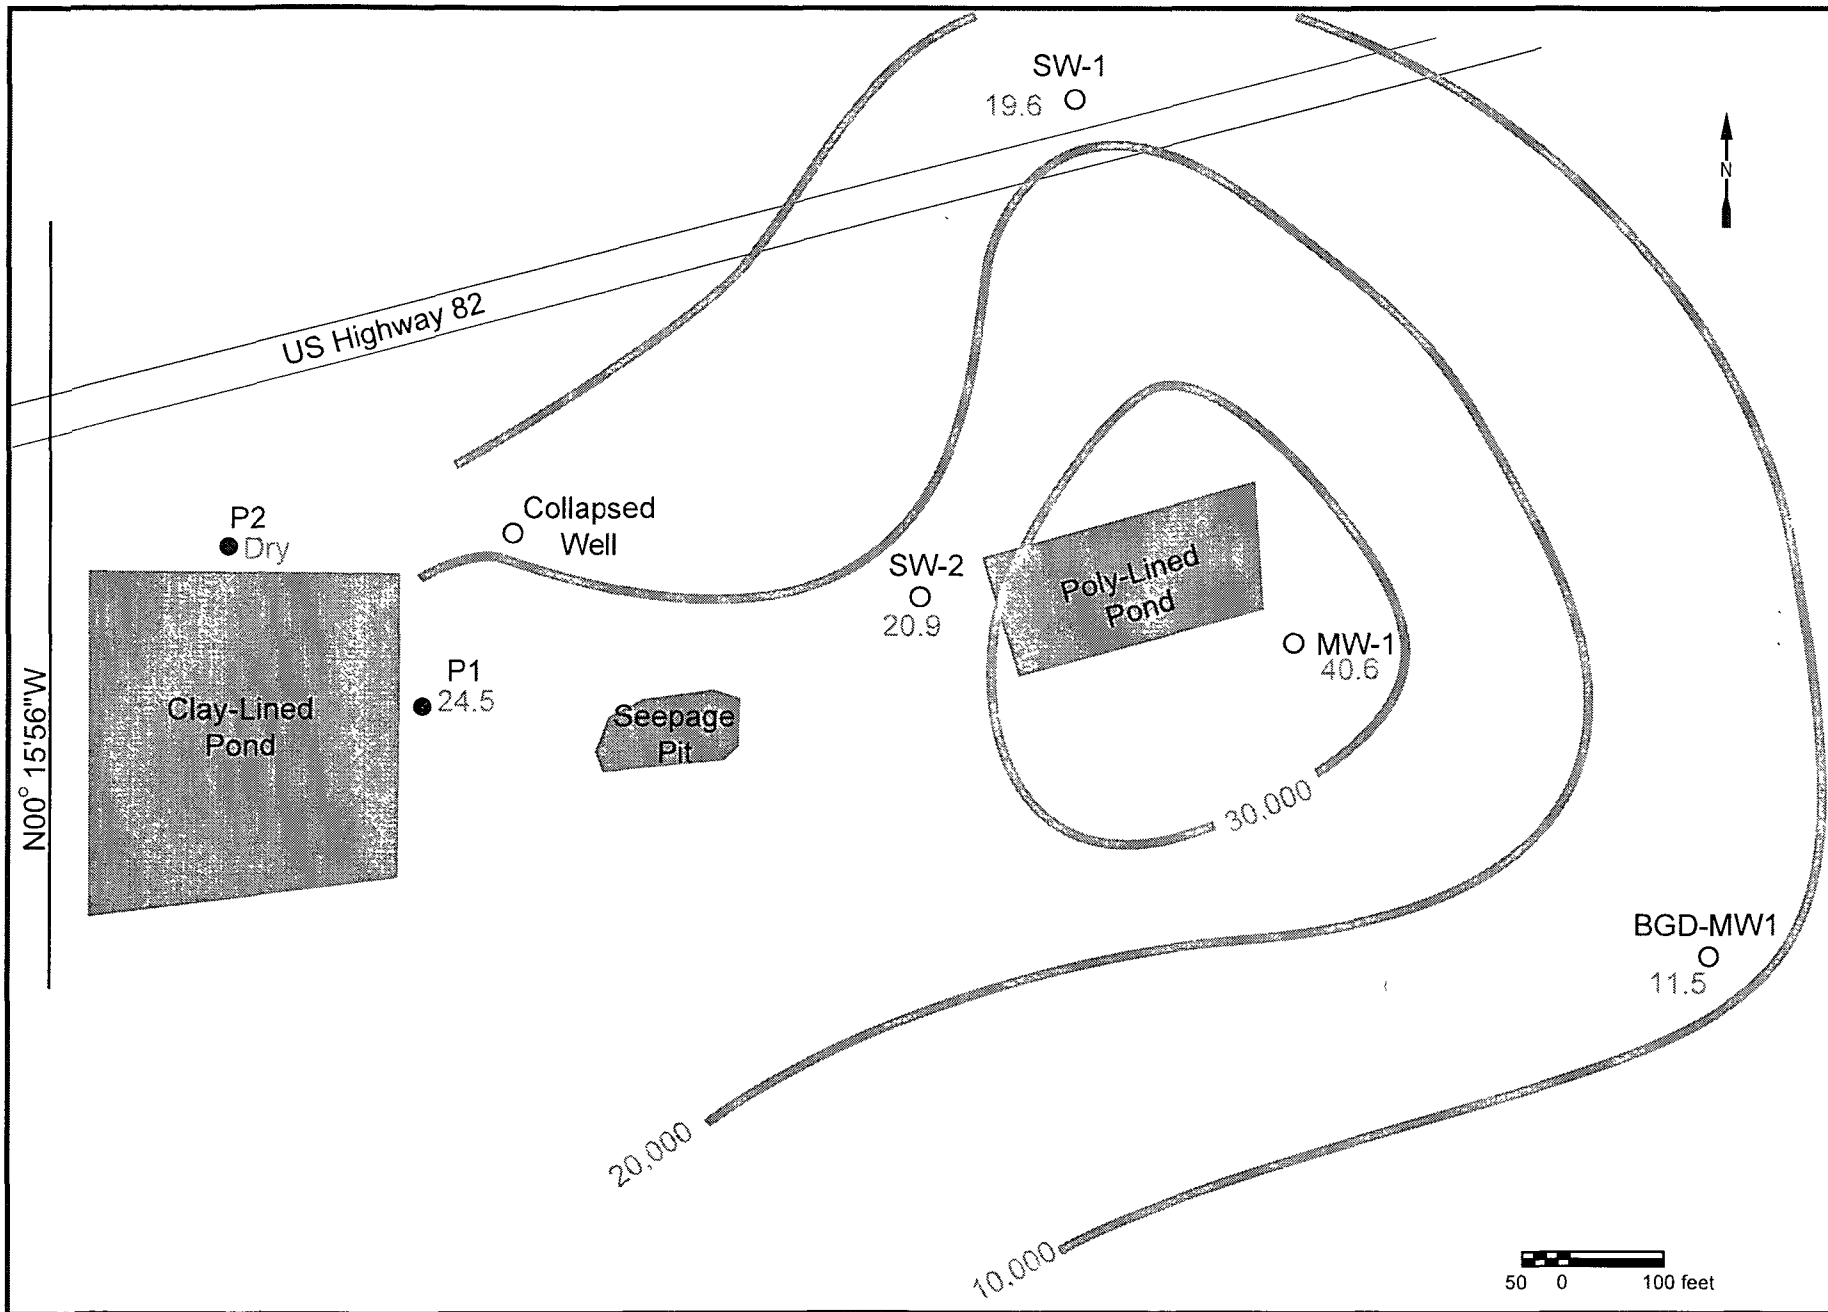 SW-1
19.6
N
US Highway 82
P2
Dry
Collapsed
Well
SW-2
20.9
Poly-Lined
Pond
MW-1
40.6
P1
24.5
Clay-Lined
Pond
Seepage
Pit
N00° 15'56"W
30,000
BGD-MW1
11.5
20,000
10,000
50 0 100 feet